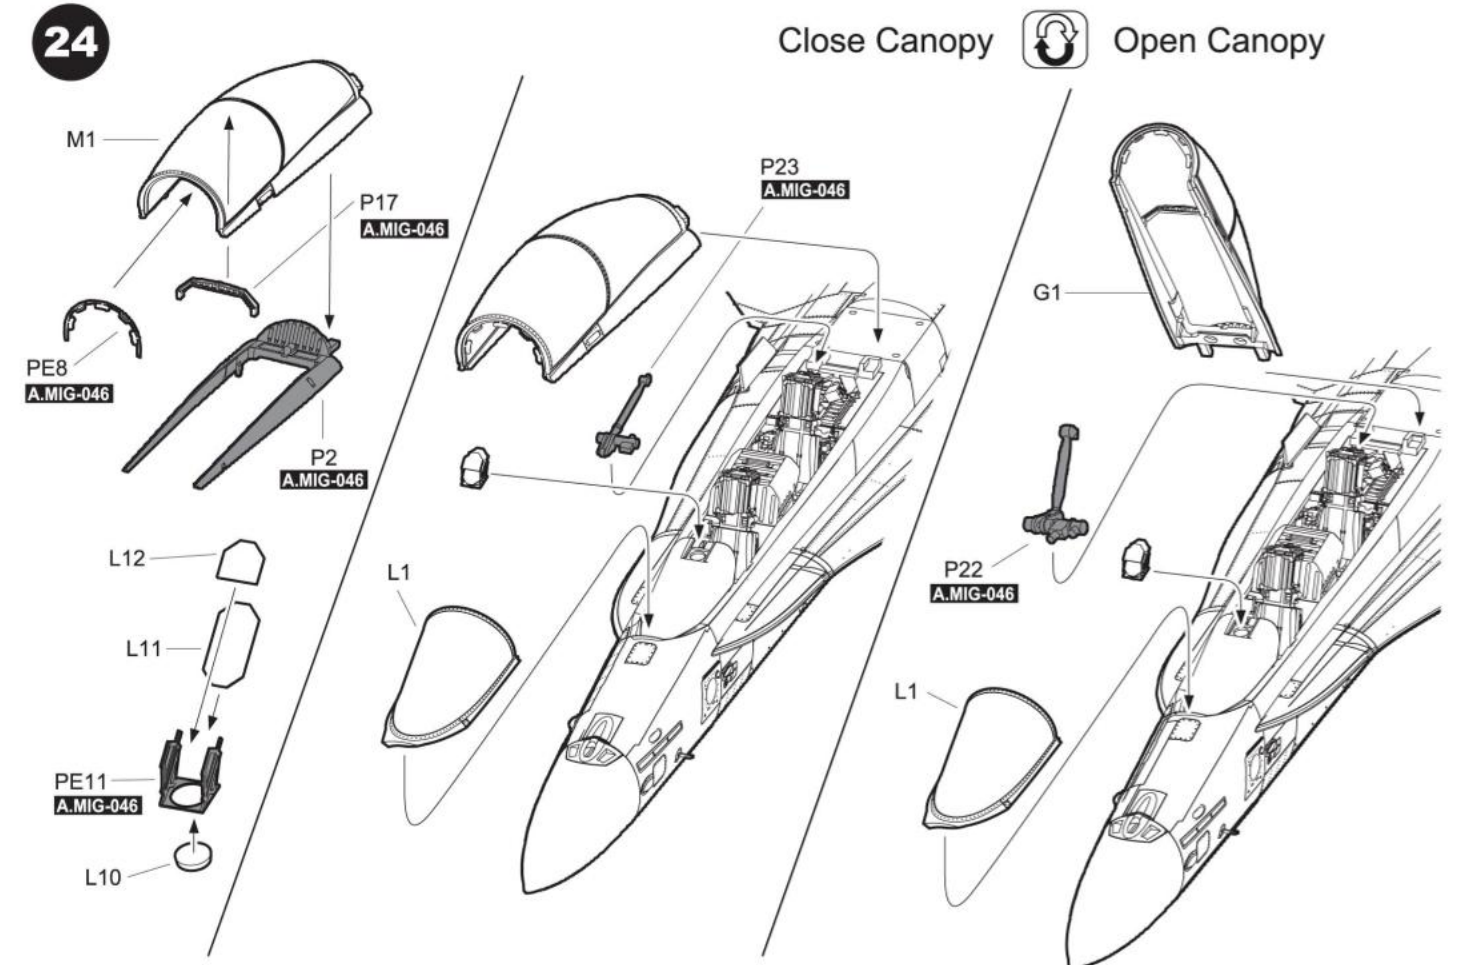 24
Close Canopy
Open Canopy
M1
P17
A.MIG-046
PE8
A.MIG-046
P2
A.MIG-046
L12
L11
PE11
A.MIG-046
L10
P23
A.MIG-046
L1
G1
P22
A.MIG-046
L1